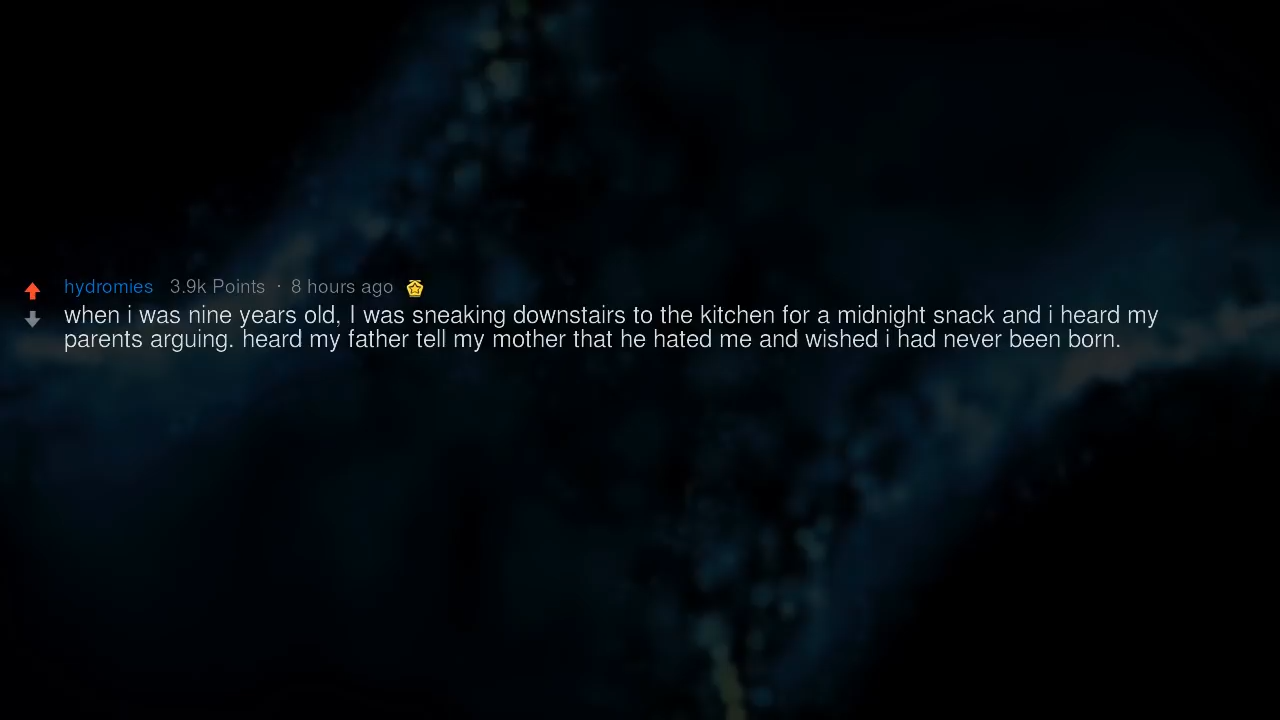 hydromies 3.9k Points · 8 hours ago
when i was nine years old, I was sneaking downstairs to the kitchen for a midnight snack and i heard my
parents arguing. heard my father tell my mother that he hated me and wished i had never been born.